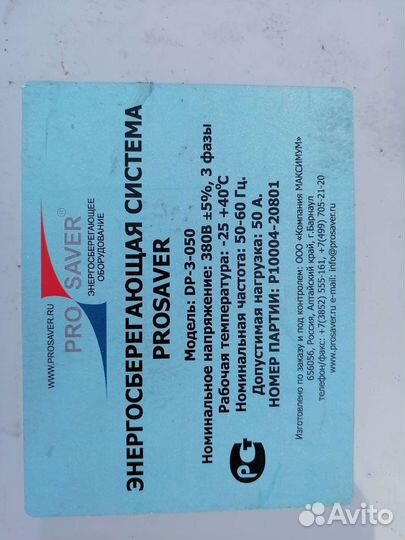 WWW.PROSAVER.RU
PRO SAVER®
ЭНЕРГОСБЕРЕГАЮЩЕЕ
ОБОРУДОВАНИЕ
ЭНЕРГОСБЕРЕГАЮЩАЯ СИСТЕМА
PROSAVER
Модель: DP-3-050
Номинальное напряжение: 380В ±5%, 3 фазы
Рабочая температура: -25 +40°C
Номинальная частота: 50-60 Гц.
Допустимая нагрузка: 50 А.
НОМЕР ПАРТИИ: Р10004-20801
Изготовлено по заказу и под контролем: ООО «Компания МАКСИМУМ»
656056, Россия, Алтайский край, г.Барнаул
телефон/факс: +7(3852) 555-161, +7(499) 705-21-20
www.prosaver.ru e-mail: info@prosaver.ru
РСТ
Avito